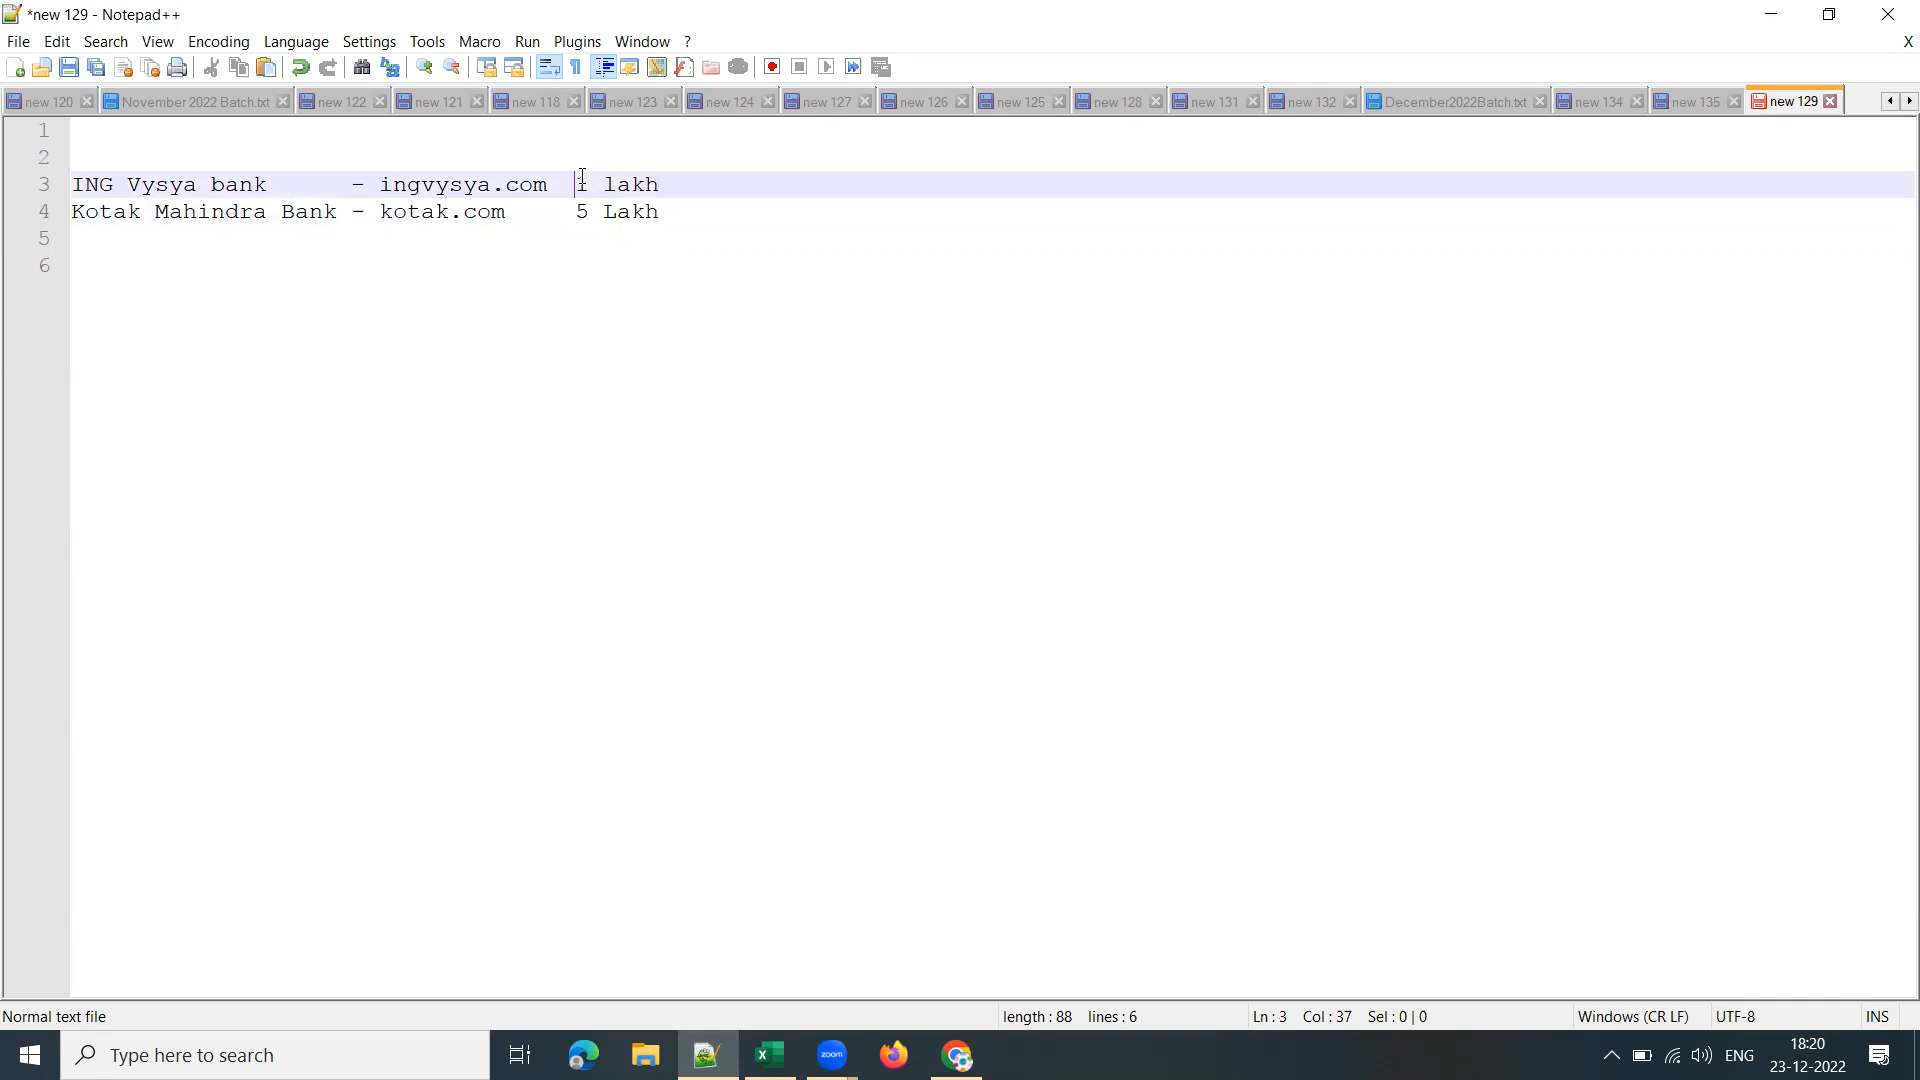 *new 129 - Notepad++
File Edit Search View Encoding Language Settings Tools Macro Run Plugins Window ? X
new 120 November 2022 Batch.txt new 122 new 121 new 118 new 123 new 124 new 127 new 126 new 125 new 128 new 131 new 132 December2022Batch.txt new 134 new 135 new 129
1
2
3 ING Vysya bank - ingvysya.com 1 lakh
4 Kotak Mahindra Bank - kotak.com 5 Lakh
5
6
Normal text file length : 88 lines : 6 Ln : 3 Col : 37 Sel : 0 | 0 Windows (CR LF) UTF-8 INS
Type here to search zoom ENG 18:20
23-12-2022